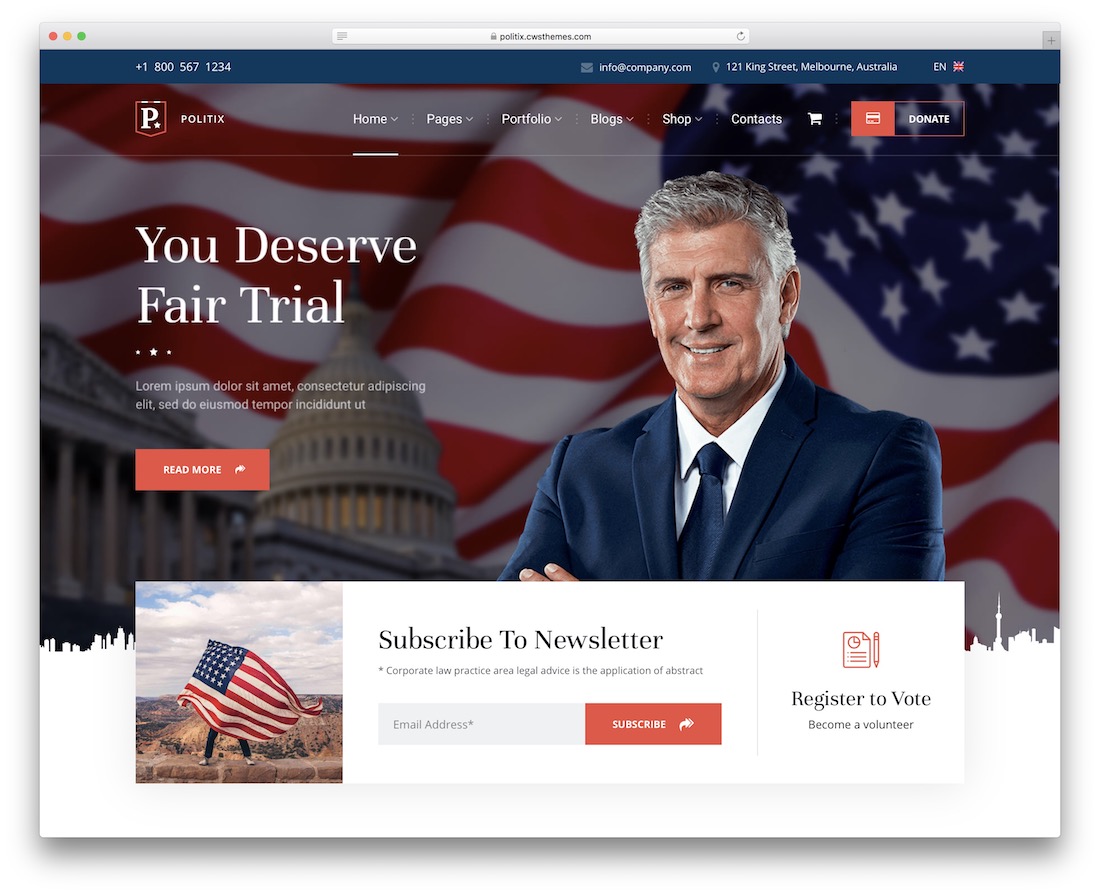 politix.cwsthemes.com
+1 800 567 1234
info@company.com
121 King Street, Melbourne, Australia
EN
P
POLITIX
Home
Pages
Portfolio
Blogs
Shop
Contacts
DONATE
You Deserve
Fair Trial
Lorem ipsum dolor sit amet, consectetur adipiscing
elit, sed do eiusmod tempor incididunt ut
READ MORE
Subscribe To Newsletter
* Corporate law practice area legal advice is the application of abstract
Email Address*
SUBSCRIBE
Register to Vote
Become a volunteer